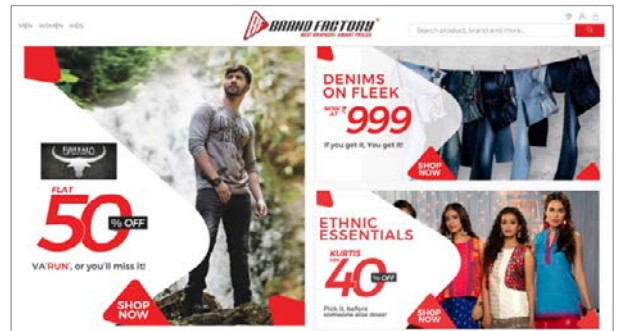 MEN WOMEN KIDS
BRAND FACTORY
BEST BRANDS. SMART PRICES
Search product, brand and more..
BUFFALO
FLAT
50 % OFF
VA'RUN', or you'll miss it!
SHOP
NOW
DENIMS
ON FLEEK
NOW AT ₹999
If you get it, You get it!
SHOP
NOW
ETHNIC
ESSENTIALS
KURTIS
40 % OFF
Pick it, before
someone else does!
SHOP
NOW